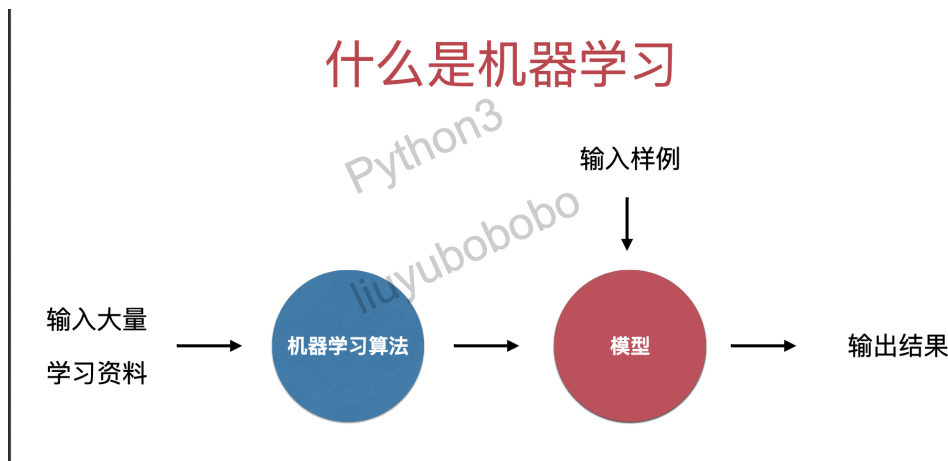 什么是机器学习
Python3
输入样例
liuyubobobo
输入大量
学习资料
机器学习算法
模型
输出结果